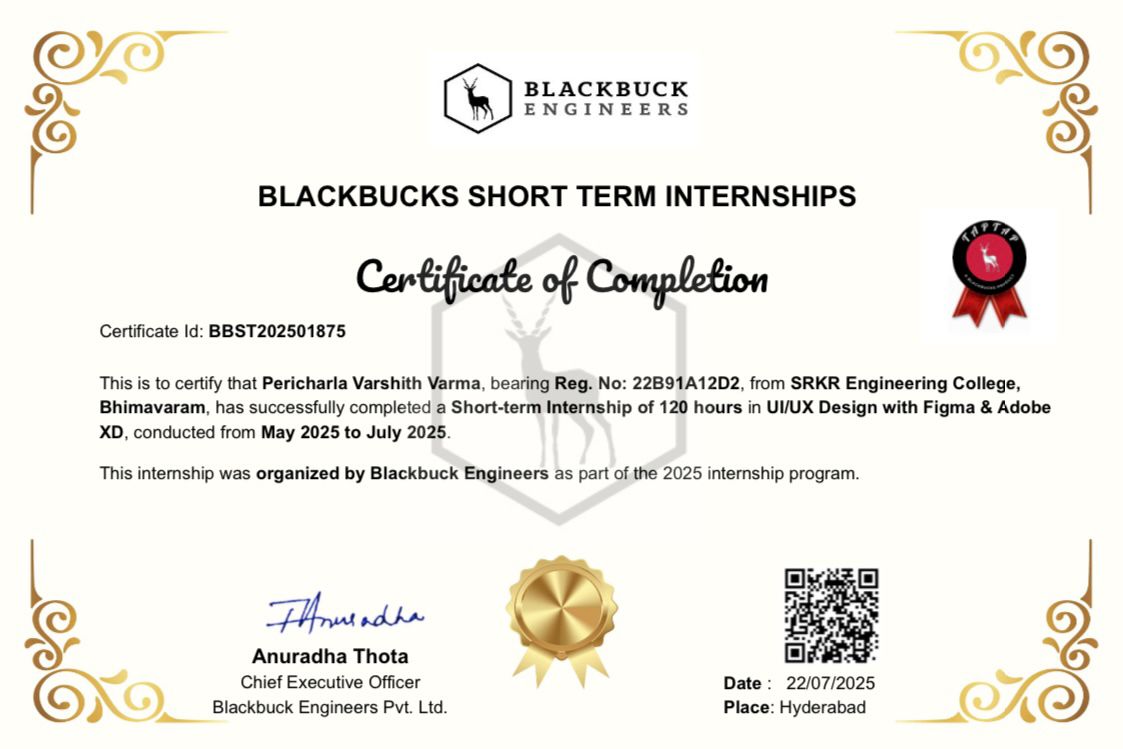 BLACKBUCK
ENGINEERS
BLACKBUCKS SHORT TERM INTERNSHIPS
TAPTAP
A BLACKBUCKS PRODUCT
Certificate of Completion
Certificate Id: BBST202501875
This is to certify that Pericharla Varshith Varma, bearing Reg. No: 22B91A12D2, from SRKR Engineering College,
Bhimavaram, has successfully completed a Short-term Internship of 120 hours in UI/UX Design with Figma & Adobe
XD, conducted from May 2025 to July 2025.
This internship was organized by Blackbuck Engineers as part of the 2025 internship program.
THAnuradha
Anuradha Thota
Chief Executive Officer
Blackbuck Engineers Pvt. Ltd.
Date : 22/07/2025
Place: Hyderabad